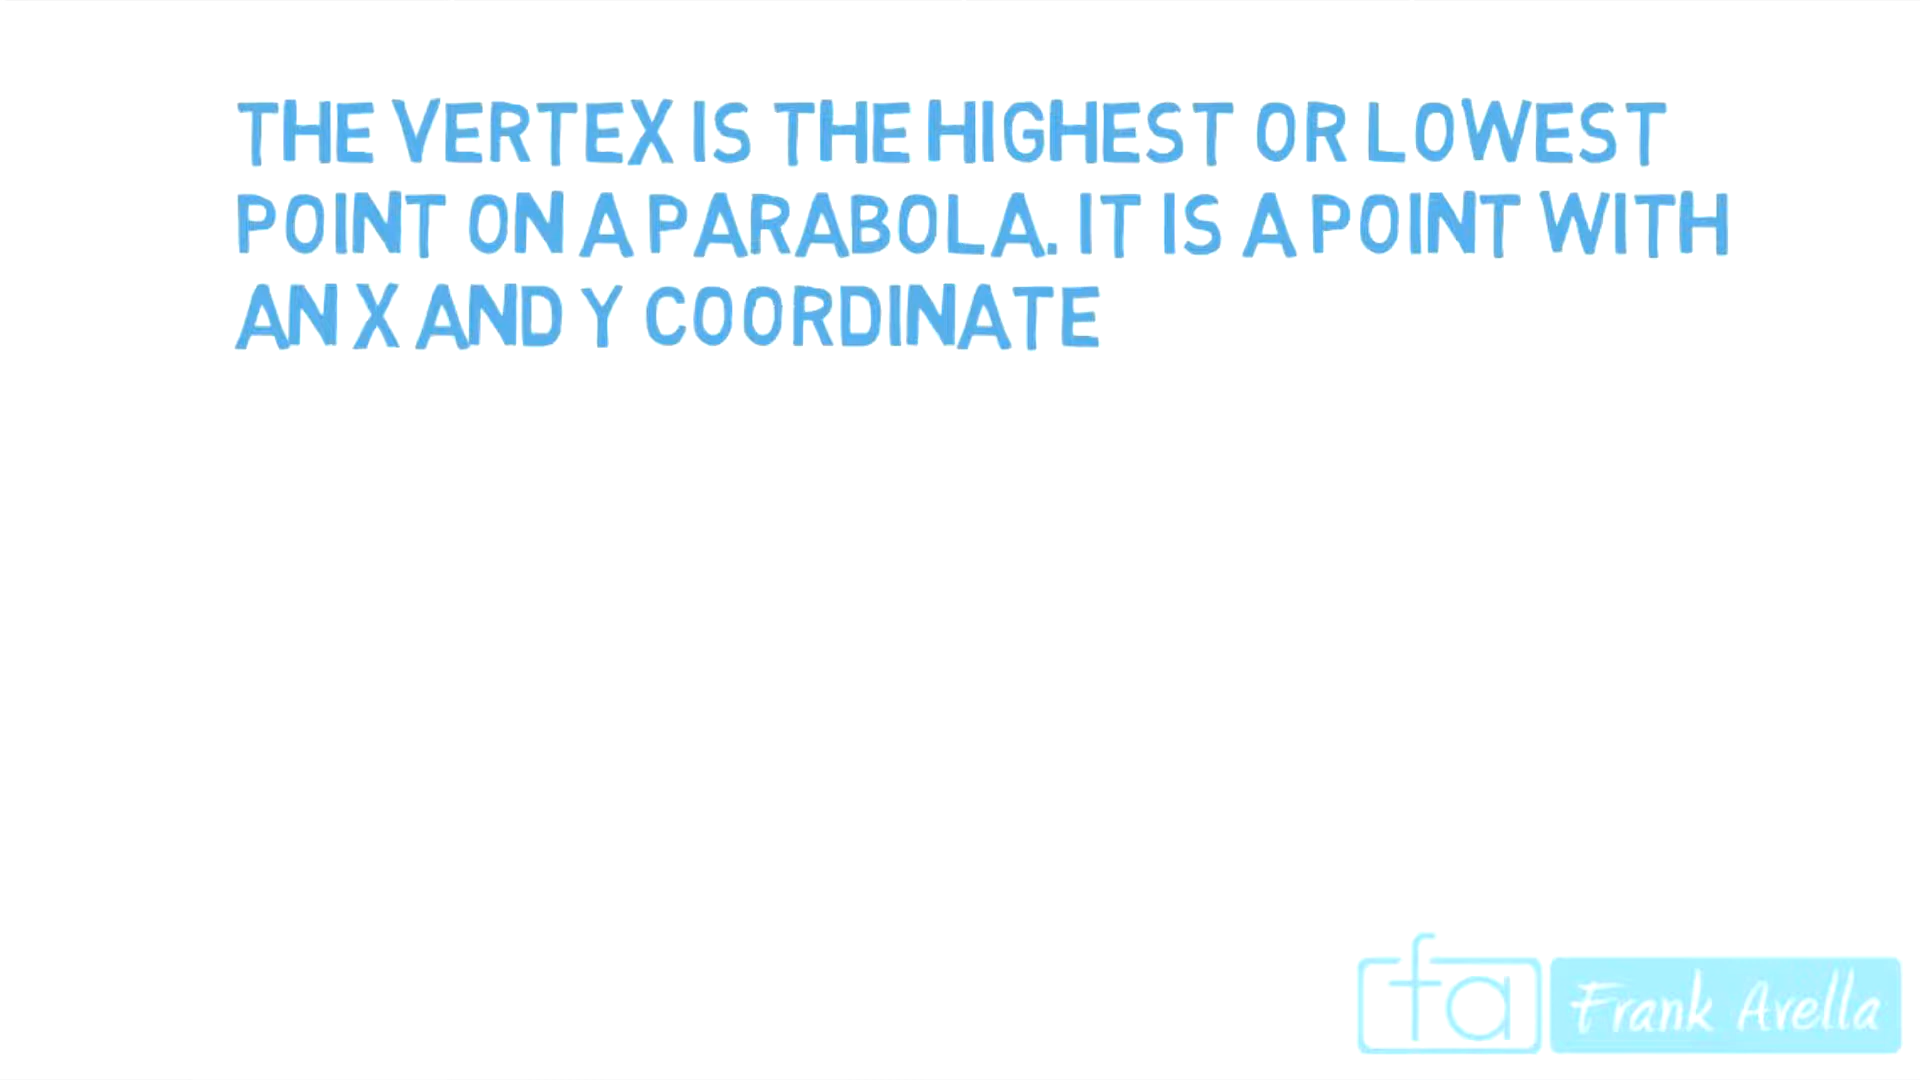 THE VERTEX IS THE HIGHEST OR LOWEST
POINT ON A PARABOLA. IT IS A POINT WITH
AN X AND Y COORDINATE
fa Frank Avella